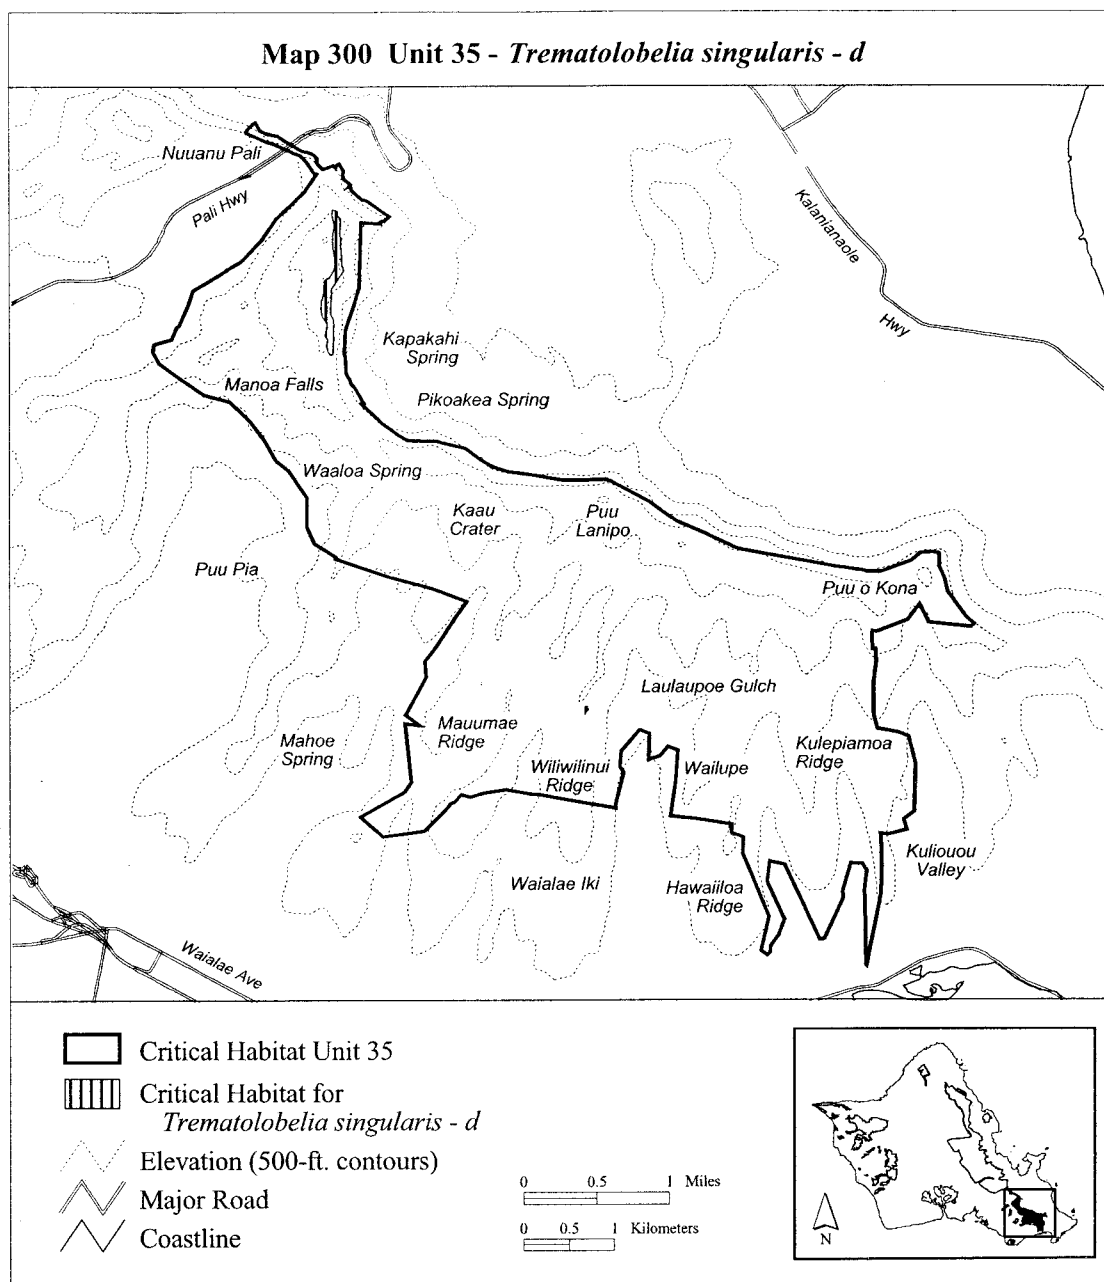 Map 300 Unit 35 - Trematolobelia singularis - d
Nuuanu Pali
Pali Hwy
Kalanianaole
Hwy
Kapakahi
Spring
Manoa Falls
Pikoakea Spring
Waaloa Spring
Kaau
Crater
Puu
Lanipo
Puu Pia
Puu o Kona
Laulaupoe Gulch
Mauumae
Ridge
Mahoe
Spring
Wiliwilinui
Ridge
Wailupe
Kulepiamoa
Ridge
Kuliouou
Valley
Waialae Iki
Hawaiiloa
Ridge
Waialae Ave
Critical Habitat Unit 35
Critical Habitat for
Trematolobelia singularis - d
Elevation (500-ft. contours)
Major Road
Coastline
0 0.5 1 Miles
0 0.5 1 Kilometers
N